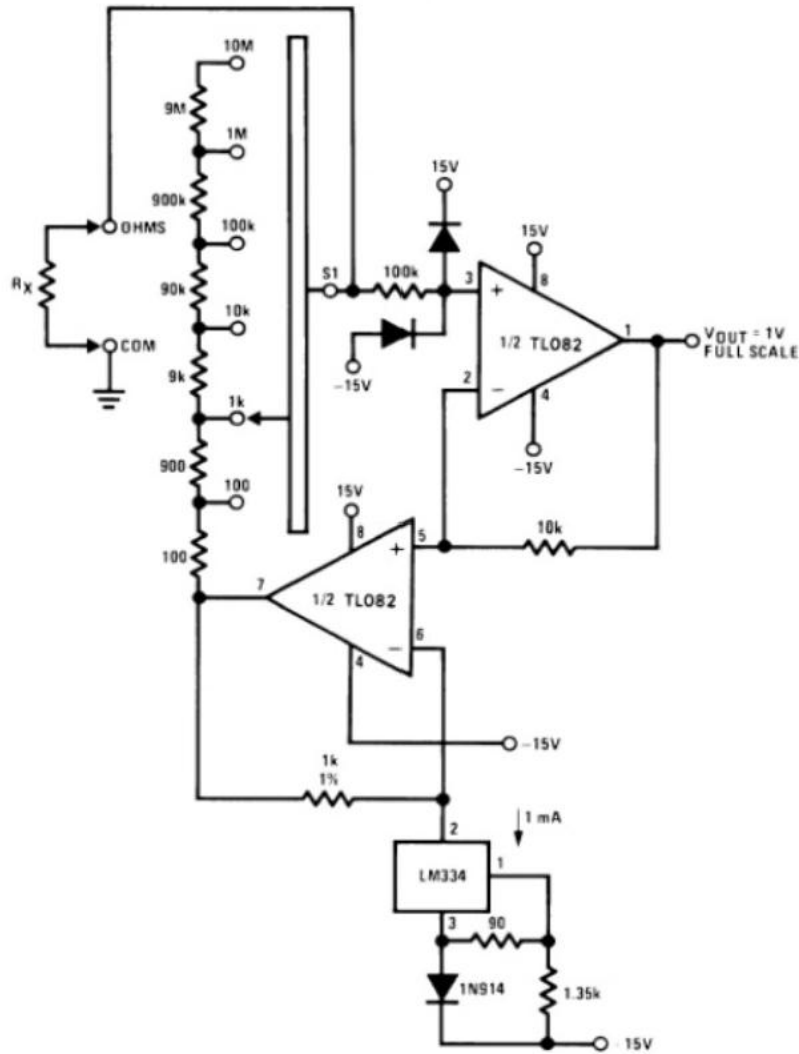 10M
9M
1M
900k
100k
OHMS
90k
RX
10k
COM
9k
1k
900
100
100
S1
100k
15V
-15V
15V
3
+
8
1/2 TL082
1
2
−
4
-15V
VOUT = 1V
FULL SCALE
10k
15V
8
5
+
7
1/2 TL082
6
−
4
-15V
1k
1%
1 mA
2
LM334
1
3
90
1N914
1.35k
-15V